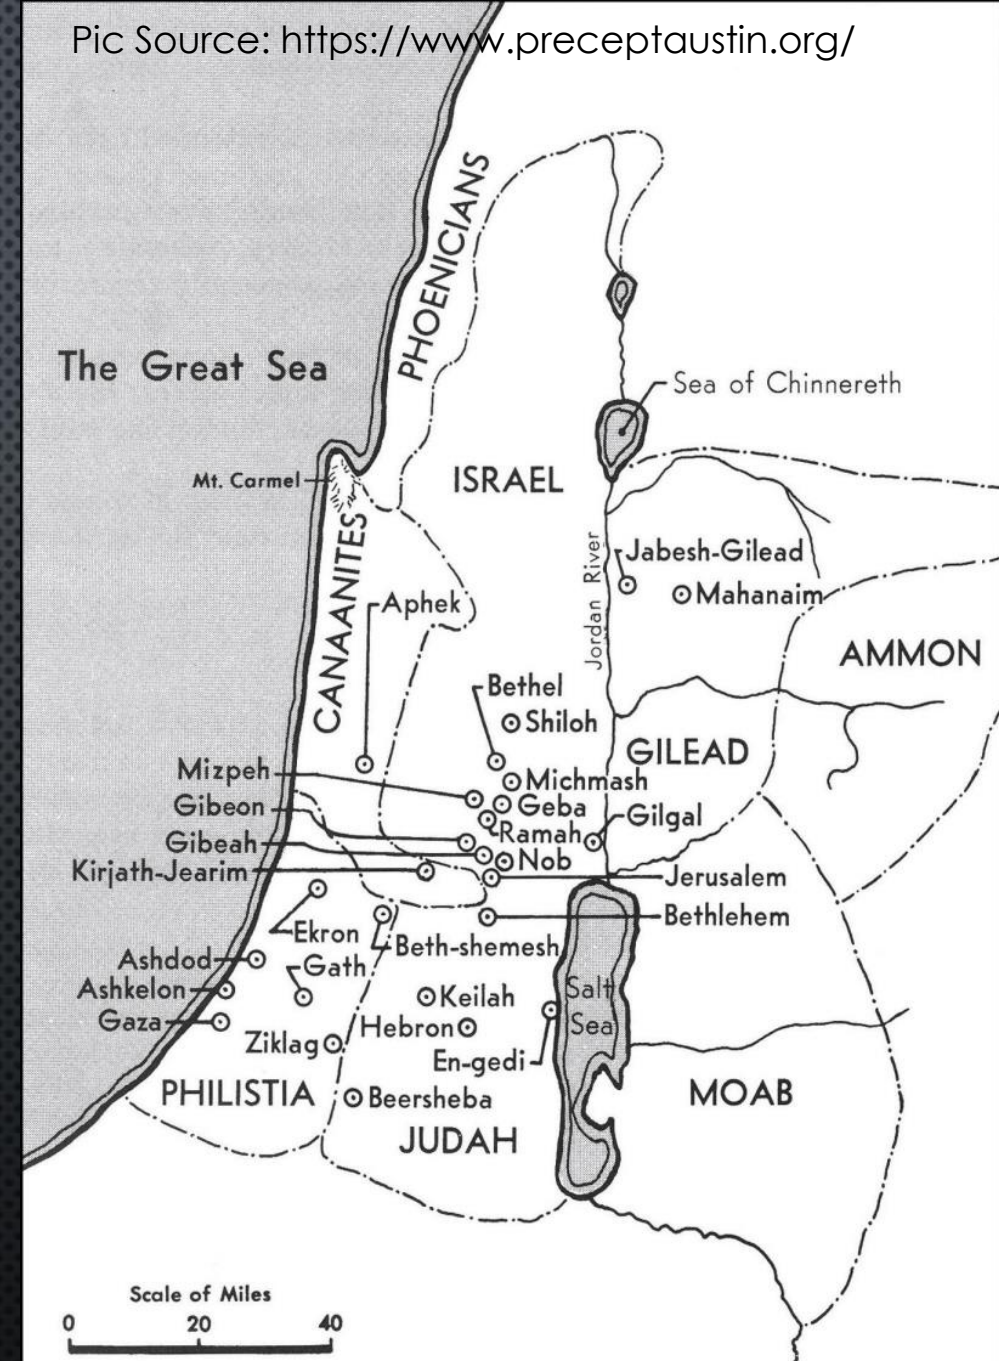 Pic Source: https://www.preceptaustin.org/
PHOENICIANS
The Great Sea
Sea of Chinnereth
Mt. Carmel
ISRAEL
CANAANITES
Jordan River
Jabesh-Gilead
Mahanaim
Aphek
AMMON
Bethel
Shiloh
GILEAD
Mizpeh
Michmash
Gibeon
Geba
Gilgal
Ramah
Gibeah
Nob
Kirjath-Jearim
Jerusalem
Bethlehem
Ekron
Beth-shemesh
Ashdod
Gath
Ashkelon
Keilah
Salt
Sea
Gaza
Hebron
Ziklag
En-gedi
PHILISTIA
Beersheba
MOAB
JUDAH
Scale of Miles
0 20 40